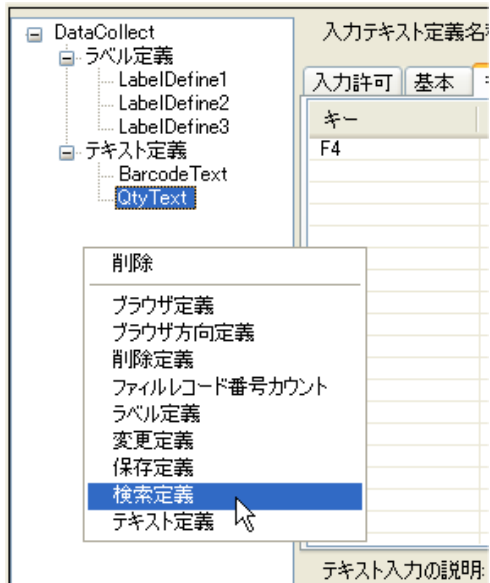 DataCollect
ラベル定義
LabelDefine1
LabelDefine2
LabelDefine3
テキスト定義
BarcodeText
QtyText
削除
ブラウザ定義
ブラウザ方向定義
削除定義
ファイルレコード番号カウント
ラベル定義
変更定義
保存定義
検索定義
テキスト定義
入力テキスト定義名
入力許可 基本
キー
F4
テキスト入力の説明: